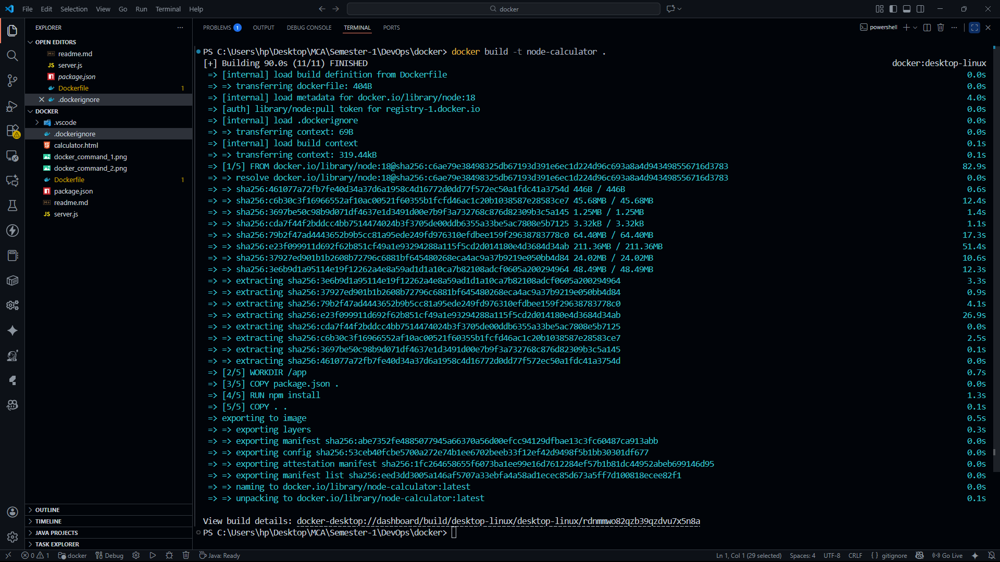 File Edit Selection View Go Run Terminal Help
docker
EXPLORER
OPEN EDITORS
readme.md
JS server.js
package.json
Dockerfile 1
.dockerignore
DOCKER
.vscode
.dockerignore
calculator.html
docker_command_1.png
docker_command_2.png
Dockerfile 1
package.json
readme.md
JS server.js
OUTLINE
TIMELINE
JAVA PROJECTS
TASK EXPLORER
PROBLEMS 1 OUTPUT DEBUG CONSOLE TERMINAL PORTS
powershell
PS C:\Users\hp\Desktop\MCA\Semester-1\DevOps\docker> docker build -t node-calculator .
[+] Building 90.0s (11/11) FINISHED docker:desktop-linux
=> [internal] load build definition from Dockerfile 0.0s
=> => transferring dockerfile: 404B 0.0s
=> [internal] load metadata for docker.io/library/node:18 4.0s
=> [auth] library/node:pull token for registry-1.docker.io 0.0s
=> [internal] load .dockerignore 0.0s
=> => transferring context: 69B 0.0s
=> [internal] load build context 0.1s
=> => transferring context: 319.44kB 0.1s
=> [1/5] FROM docker.io/library/node:18@sha256:c6ae79e38498325db67193d391e6ec1d224d96c693a8a4d943498556716d3783 82.9s
=> => resolve docker.io/library/node:18@sha256:c6ae79e38498325db67193d391e6ec1d224d96c693a8a4d943498556716d3783 0.0s
=> => sha256:461077a72fb7fe40d34a37d6a1958c4d16772d0dd77f572ec50a1fdc41a3754d 446B / 446B 0.6s
=> => sha256:c6b30c3f16966552af10ac00521f60355b1fcfd46ac1c20b1038587e28583ce7 45.68MB / 45.68MB 12.4s
=> => sha256:3697be50c98b9d071df4637e1d3491d00e7b9f3a732768c876d82309b3c5a145 1.25MB / 1.25MB 1.4s
=> => sha256:cda7f44f2bddcc4bb7514474024b3f3705de00ddb6355a33be5ac7808e5b7125 3.32kB / 3.32kB 1.1s
=> => sha256:79b2f47ad4443652b9b5cc81a95ede249fd976310efdbee159f29638783778c0 64.40MB / 64.40MB 17.3s
=> => sha256:e23f099911d692f62b851cf49a1e93294288a115f5cd2d014180e4d3684d34ab 211.36MB / 211.36MB 51.4s
=> => sha256:37927ed901b1b2608b72796c6881bf645480268eca4ac9a37b9219e050bb4d84 24.02MB / 24.02MB 10.6s
=> => sha256:3e6b9d1a95114e19f12262a4e8a59ad1d1a10ca7b82108adcf0605a200294964 48.49MB / 48.49MB 12.3s
=> => extracting sha256:3e6b9d1a95114e19f12262a4e8a59ad1d1a10ca7b82108adcf0605a200294964 3.3s
=> => extracting sha256:37927ed901b1b2608b72796c6881bf645480268eca4ac9a37b9219e050bb4d84 0.9s
=> => extracting sha256:79b2f47ad4443652b9b5cc81a95ede249fd976310efdbee159f29638783778c0 4.1s
=> => extracting sha256:e23f099911d692f62b851cf49a1e93294288a115f5cd2d014180e4d3684d34ab 26.9s
=> => extracting sha256:cda7f44f2bddcc4bb7514474024b3f3705de00ddb6355a33be5ac7808e5b7125 0.0s
=> => extracting sha256:c6b30c3f16966552af10ac00521f60355b1fcfd46ac1c20b1038587e28583ce7 2.5s
=> => extracting sha256:3697be50c98b9d071df4637e1d3491d00e7b9f3a732768c876d82309b3c5a145 0.1s
=> => extracting sha256:461077a72fb7fe40d34a37d6a1958c4d16772d0dd77f572ec50a1fdc41a3754d 0.0s
=> [2/5] WORKDIR /app 0.7s
=> [3/5] COPY package.json . 0.0s
=> [4/5] RUN npm install 1.3s
=> [5/5] COPY . . 0.1s
=> exporting to image 0.5s
=> => exporting layers 0.3s
=> => exporting manifest sha256:abe7352fe4885077945a66370a56d00efcc94129dfbae13c3fc60487ca913abb 0.0s
=> => exporting config sha256:53ceb40fcbe5700a272e74b1ee6702beeb33f12ef42d9498f5b1bb30301df677 0.0s
=> => exporting attestation manifest sha256:1fc264658655f6073ba1ee99e16d7612284ef57b1b81dc44952abeb699146d95 0.0s
=> => exporting manifest list sha256:eed3dd3005a146af5707a33ebfa4a58ad1ecec85d673a5ff7d100818ecee82f1 0.0s
=> => naming to docker.io/library/node-calculator:latest 0.0s
=> => unpacking to docker.io/library/node-calculator:latest 0.1s
View build details: docker-desktop://dashboard/build/desktop-linux/desktop-linux/rdnmmwo82qzb39qzdvu7x5n8a
PS C:\Users\hp\Desktop\MCA\Semester-1\DevOps\docker>
0 1 docker Debug Java: Ready Ln 1, Col 1 (29 selected) Spaces: 4 UTF-8 CRLF { } gitignore Go Live